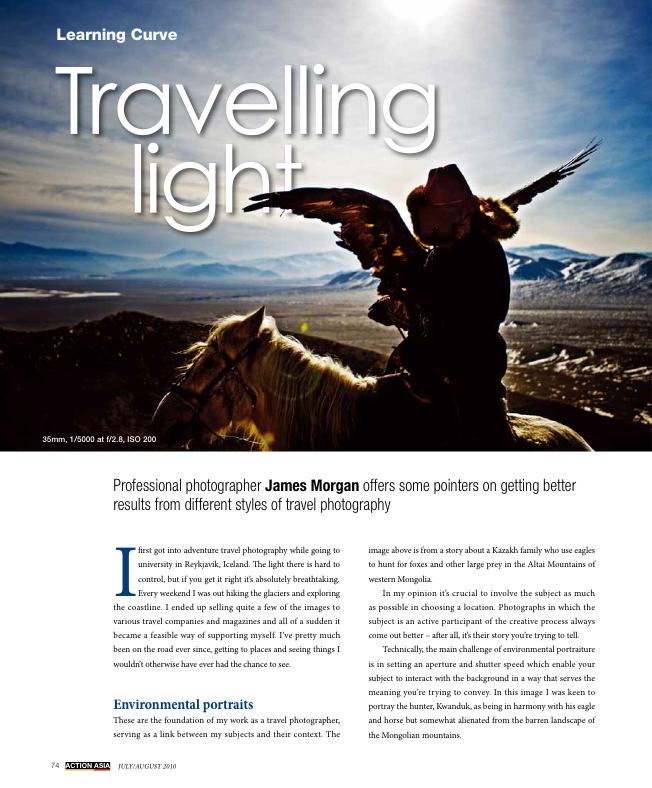 Learning Curve
Travelling
light
35mm, 1/5000 at f/2.8, ISO 200
Professional photographer James Morgan offers some pointers on getting better
results from different styles of travel photography
I first got into adventure travel photography while going to
university in Reykjavik, Iceland. The light there is hard to
control, but if you get it right it's absolutely breathtaking.
Every weekend I was out hiking the glaciers and exploring
the coastline. I ended up selling quite a few of the images to
various travel companies and magazines and all of a sudden it
became a feasible way of supporting myself. I've pretty much
been on the road ever since, getting to places and seeing things I
wouldn't otherwise have ever had the chance to see.
Environmental portraits
These are the foundation of my work as a travel photographer,
serving as a link between my subjects and their context. The
image above is from a story about a Kazakh family who use eagles
to hunt for foxes and other large prey in the Altai Mountains of
western Mongolia.
In my opinion it's crucial to involve the subject as much
as possible in choosing a location. Photographs in which the
subject is an active participant of the creative process always
come out better – after all, it's their story you're trying to tell.
Technically, the main challenge of environmental portraiture
is in setting an aperture and shutter speed which enable your
subject to interact with the background in a way that serves the
meaning you're trying to convey. In this image I was keen to
portray the hunter, Kwanduk, as being in harmony with his eagle
and horse but somewhat alienated from the barren landscape of
the Mongolian mountains.
74 ACTION ASIA JULY/AUGUST 2010